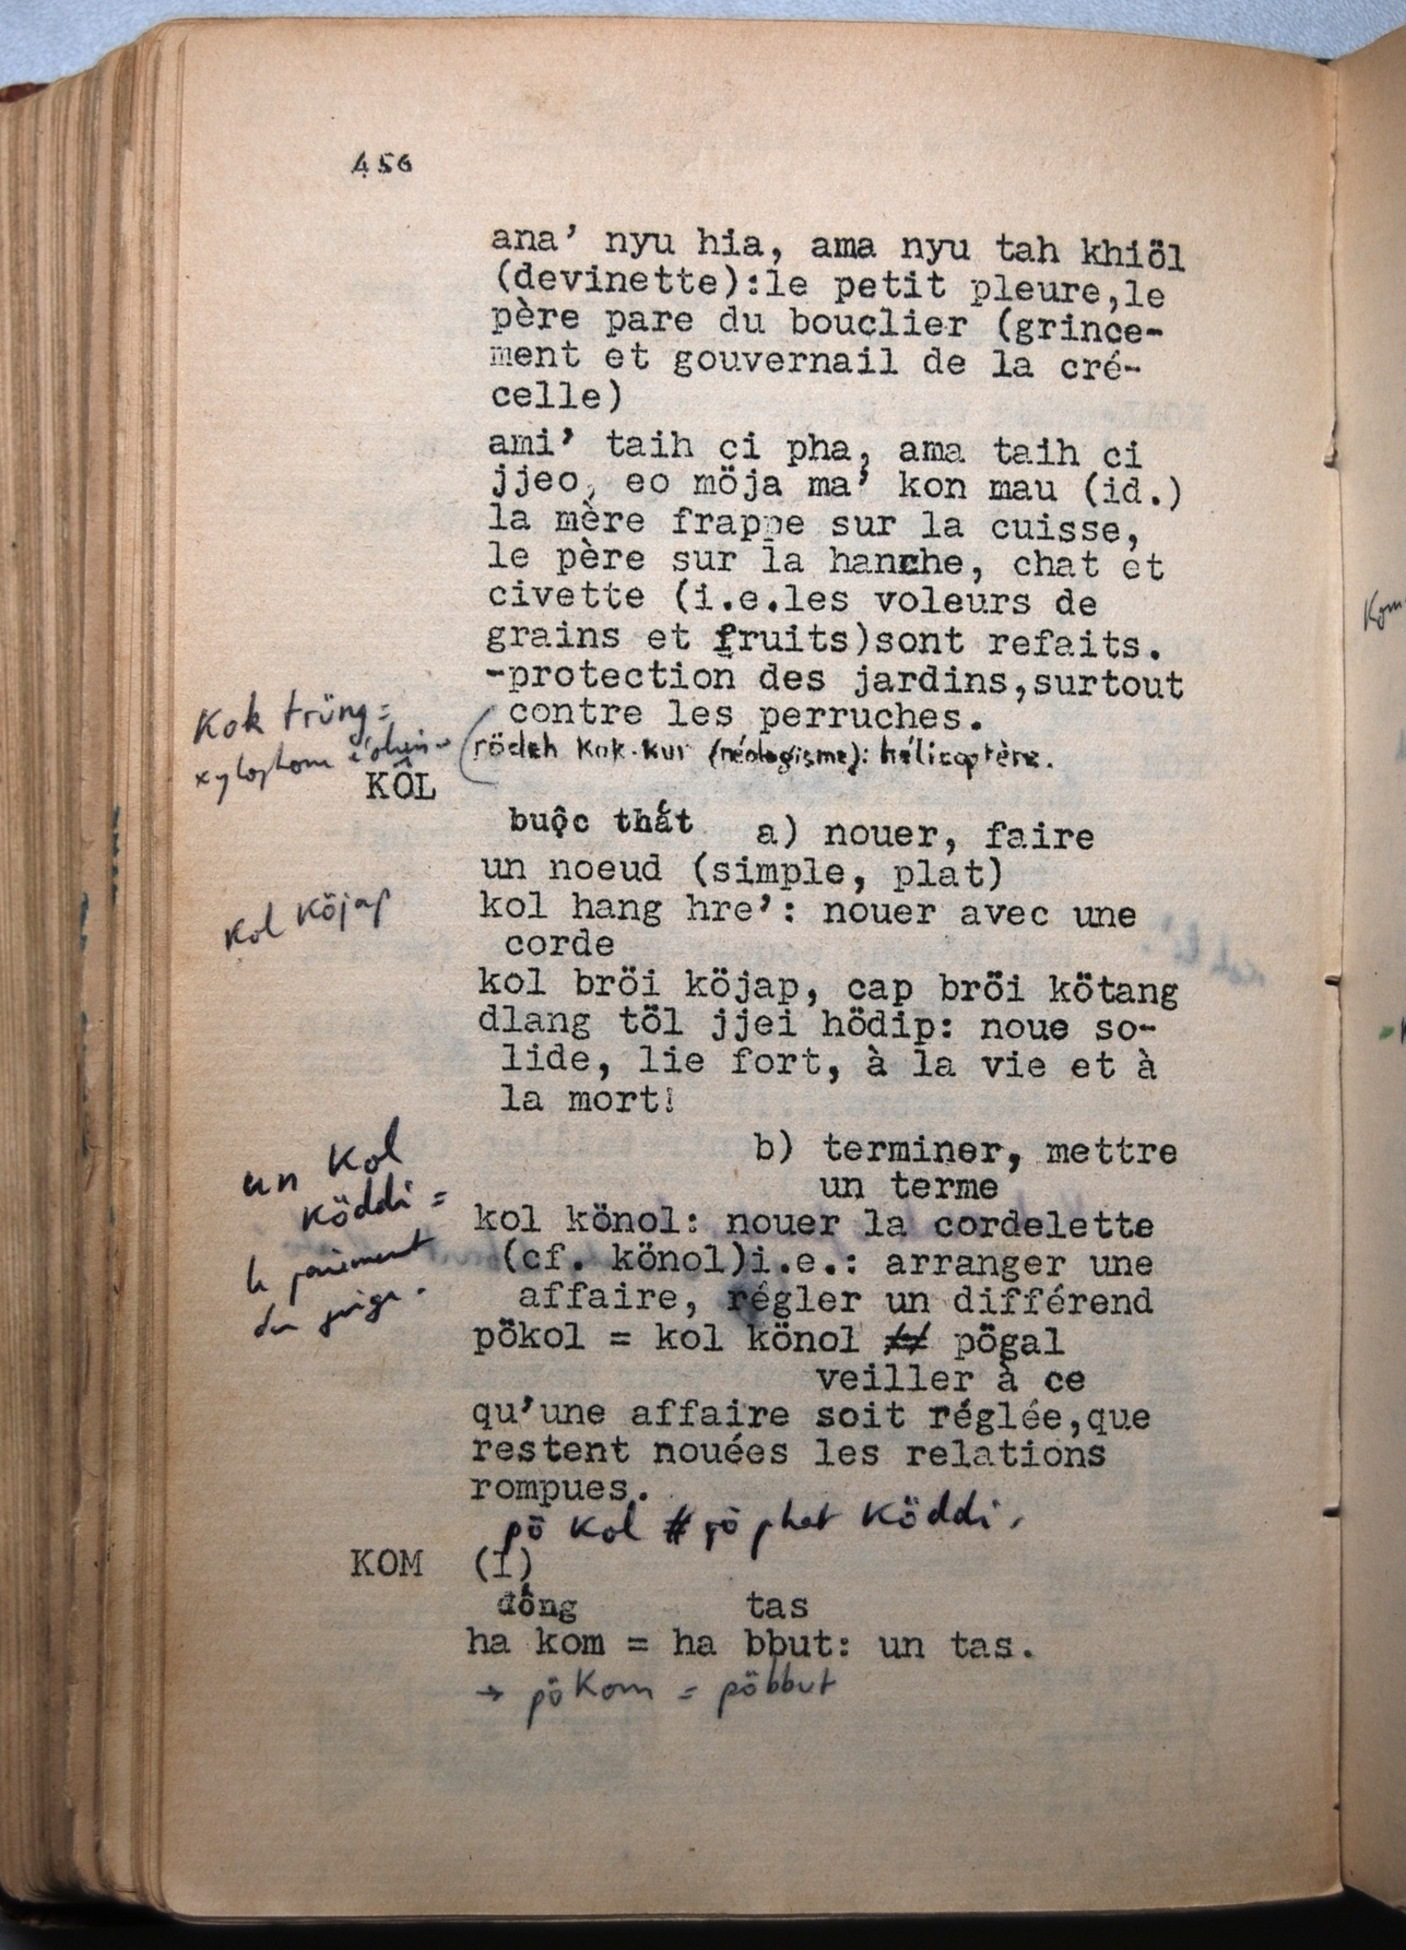 456
ana’ nyu hia, ama nyu tah khiöl
(devinette):le petit pleure,le
père pare du bouclier (grince-
ment et gouvernail de la cré-
celle)
ami’ taih ci pha, ama taih ci
jjeo, eo möja ma’ kon mau (id.)
la mère frappe sur la cuisse,
le père sur la hanche, chat et
civette (i.e.les voleurs de
grains et fruits)sont refaits.
-protection des jardins,surtout
contre les perruches.
Kok trüng =
rödeh Kok-Kur (néologisme): hélicoptère.
KÔL
buộc thắt a) nouer, faire
un noeud (simple, plat)
kol hang hre’: nouer avec une
corde
Kol Köjap
kol bröi köjap, cap bröi kötang
dlang töl jjei hödip: noue so-
lide, lie fort, à la vie et à
la mort!
b) terminer, mettre
un terme
un Kol
Köddi =
le paiement
du juge.
kol könol: nouer la cordelette
(cf. könol)i.e.: arranger une
affaire, régler un différend
pökol = kol könol # pögal
veiller à ce
qu’une affaire soit réglée,que
restent nouées les relations
rompues.
pö Kol # pö phat Köddi.
KOM (1)
đống tas
ha kom = ha bbut: un tas.
→ pö Kom = pöbbut
Kom